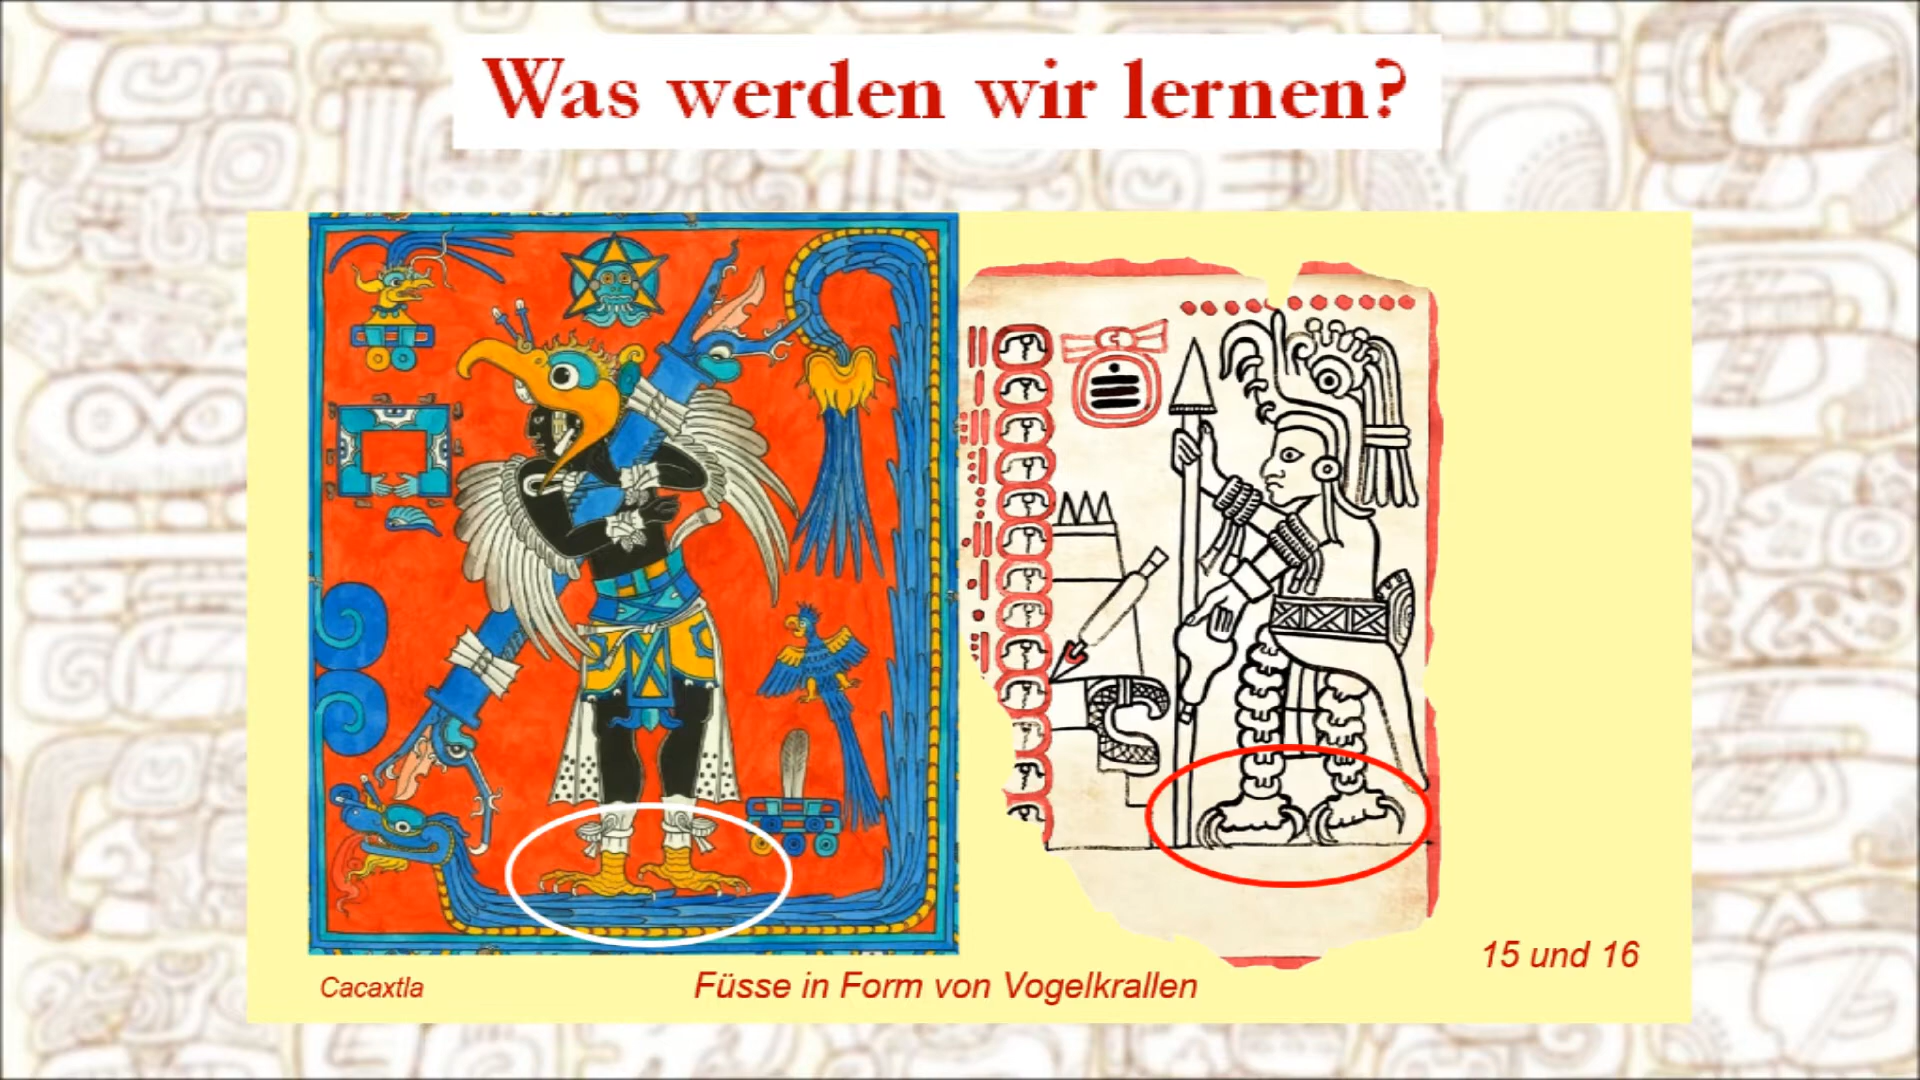 Was werden wir lernen?
15 und 16
Cacaxtla
Füsse in Form von Vogelkrallen